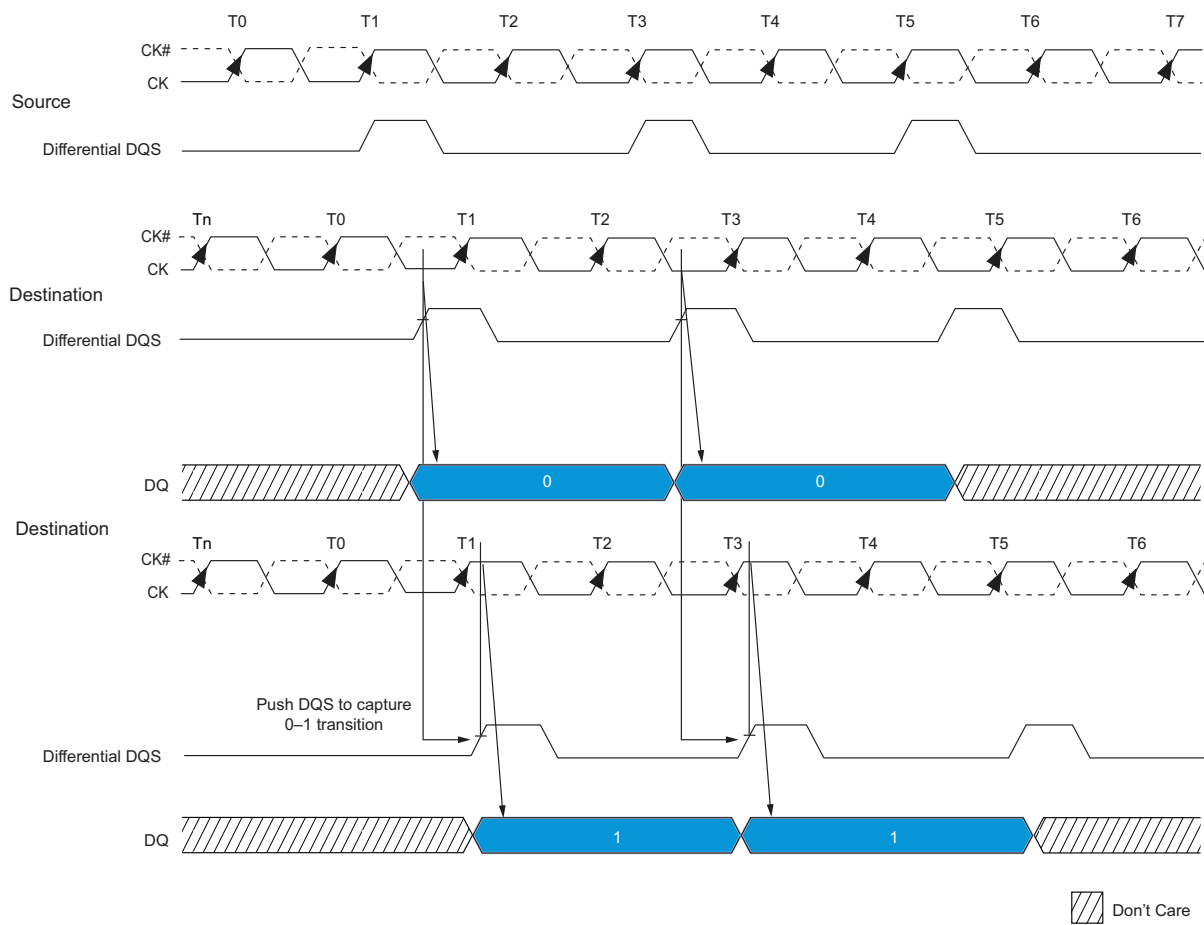 T0 T1 T2 T3 T4 T5 T6 T7
CK#
CK
Source
Differential DQS
Tn T0 T1 T2 T3 T4 T5 T6
CK#
CK
Destination
Differential DQS
DQ 0 0
Destination
Tn T0 T1 T2 T3 T4 T5 T6
CK#
CK
Push DQS to capture
0–1 transition
Differential DQS
DQ 1 1
Don't Care